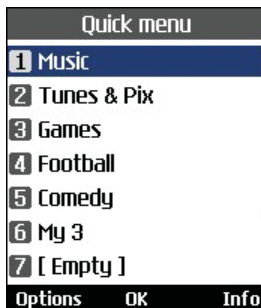 Quick menu
1 Music
2 Tunes & Pix
3 Games
4 Football
5 Comedy
6 My 3
7 [ Empty ]
Options OK Info